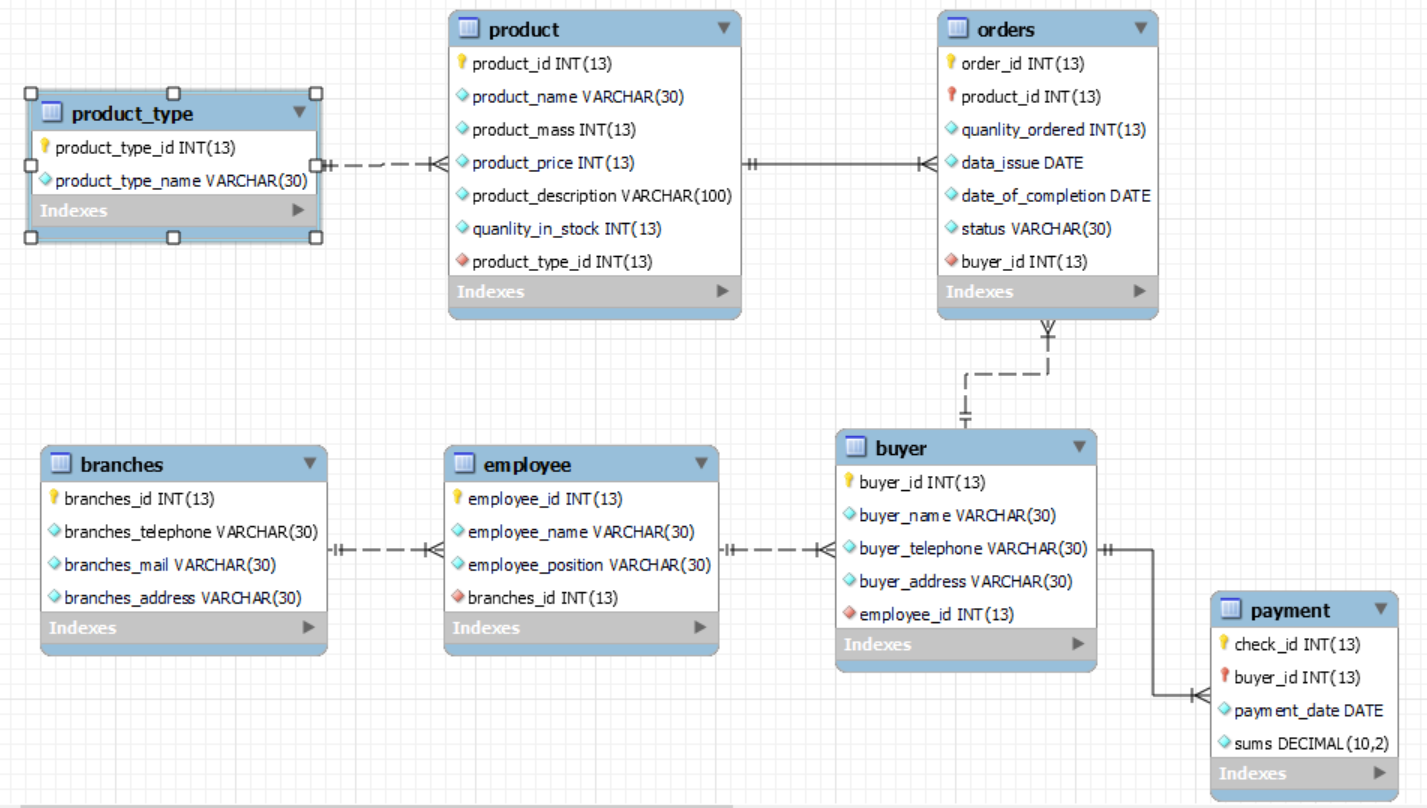 product
product_id INT(13)
product_name VARCHAR(30)
product_mass INT(13)
product_price INT(13)
product_description VARCHAR(100)
quanlity_in_stock INT(13)
product_type_id INT(13)
Indexes
orders
order_id INT(13)
product_id INT(13)
quanlity_ordered INT(13)
data_issue DATE
date_of_completion DATE
status VARCHAR(30)
buyer_id INT(13)
Indexes
product_type
product_type_id INT(13)
product_type_name VARCHAR(30)
Indexes
branches
branches_id INT(13)
branches_telephone VARCHAR(30)
branches_mail VARCHAR(30)
branches_address VARCHAR(30)
Indexes
employee
employee_id INT(13)
employee_name VARCHAR(30)
employee_position VARCHAR(30)
branches_id INT(13)
Indexes
buyer
buyer_id INT(13)
buyer_name VARCHAR(30)
buyer_telephone VARCHAR(30)
buyer_address VARCHAR(30)
employee_id INT(13)
Indexes
payment
check_id INT(13)
buyer_id INT(13)
payment_date DATE
sums DECIMAL(10,2)
Indexes